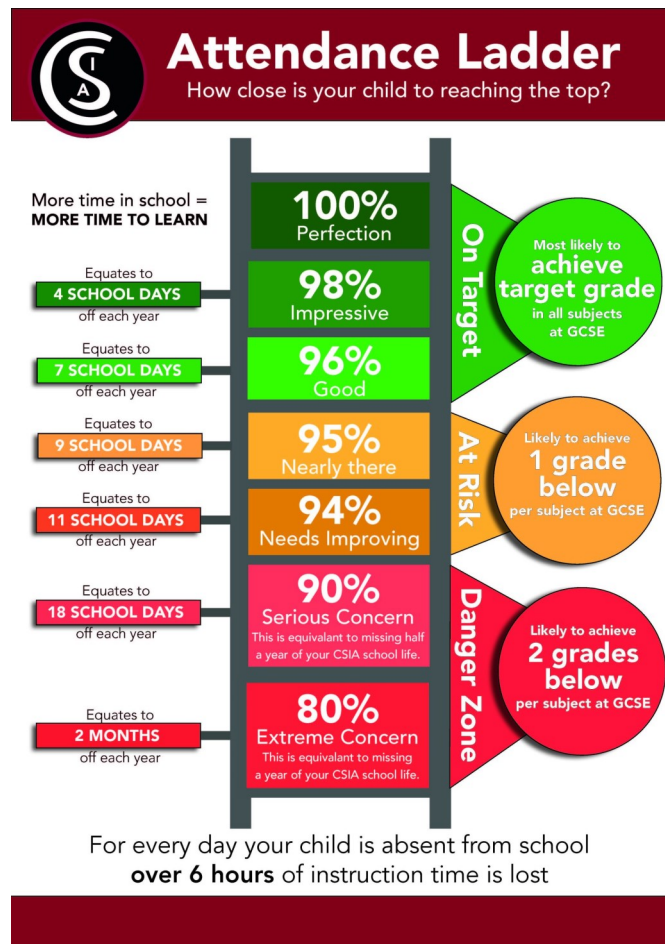 CSIA
Attendance Ladder
How close is your child to reaching the top?
More time in school =
MORE TIME TO LEARN
100%
Perfection
Equates to
4 SCHOOL DAYS
off each year
98%
Impressive
Equates to
7 SCHOOL DAYS
off each year
96%
Good
On Target
Most likely to
achieve
target grade
in all subjects
at GCSE
Equates to
9 SCHOOL DAYS
off each year
95%
Nearly there
Equates to
11 SCHOOL DAYS
off each year
94%
Needs Improving
At Risk
Likely to achieve
1 grade
below
per subject at GCSE
Equates to
18 SCHOOL DAYS
off each year
90%
Serious Concern
This is equivalant to missing half
a year of your CSIA school life.
Equates to
2 MONTHS
off each year
80%
Extreme Concern
This is equivalant to missing
a year of your CSIA school life.
Danger Zone
Likely to achieve
2 grades
below
per subject at GCSE
For every day your child is absent from school
over 6 hours of instruction time is lost